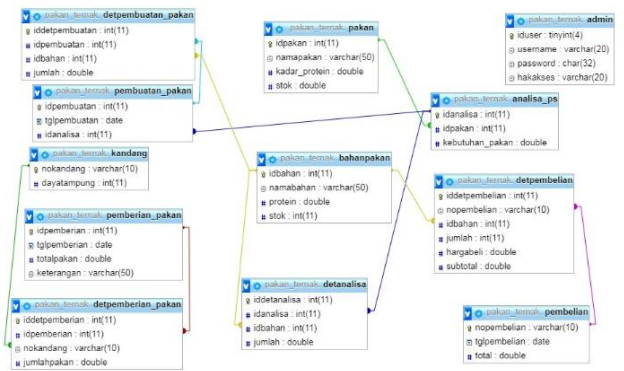 pakan_ternak detpembuatan_pakan
iddetpembuatan : int(11)
idpembuatan : int(11)
idbahan : int(11)
jumlah : double
pakan_ternak pembuatan_pakan
idpembuatan : int(11)
tglpembuatan : date
idanalisa : int(11)
pakan_ternak kandang
nokandang : varchar(10)
dayatampung : int(11)
pakan_ternak pemberian_pakan
idpemberian : int(11)
tglpemberian : date
totalpakan : double
keterangan : varchar(50)
pakan_ternak detpemberian_pakan
iddetpemberian : int(11)
idpemberian : int(11)
nokandang : varchar(10)
jumlahpakan : double
pakan_ternak pakan
idpakan : int(11)
namapakan : varchar(50)
kadar_protein : double
stok : double
pakan_ternak bahanpakan
idbahan : int(11)
namabahan : varchar(50)
protein : double
stok : int(11)
pakan_ternak detanalisa
iddetanalisa : int(11)
idanalisa : int(11)
idbahan : int(11)
jumlah : double
pakan_ternak admin
iduser : tinyint(4)
username : varchar(20)
password : char(32)
hakakses : varchar(20)
pakan_ternak analisa_ps
idanalisa : int(11)
idpakan : int(11)
kebutuhan_pakan : double
pakan_ternak detpembelian
iddetpembelian : int(11)
nopembelian : varchar(10)
idbahan : int(11)
jumlah : int(11)
hargabeli : double
subtotal : double
pakan_ternak pembelian
nopembelian : varchar(10)
tglpembelian : date
total : double